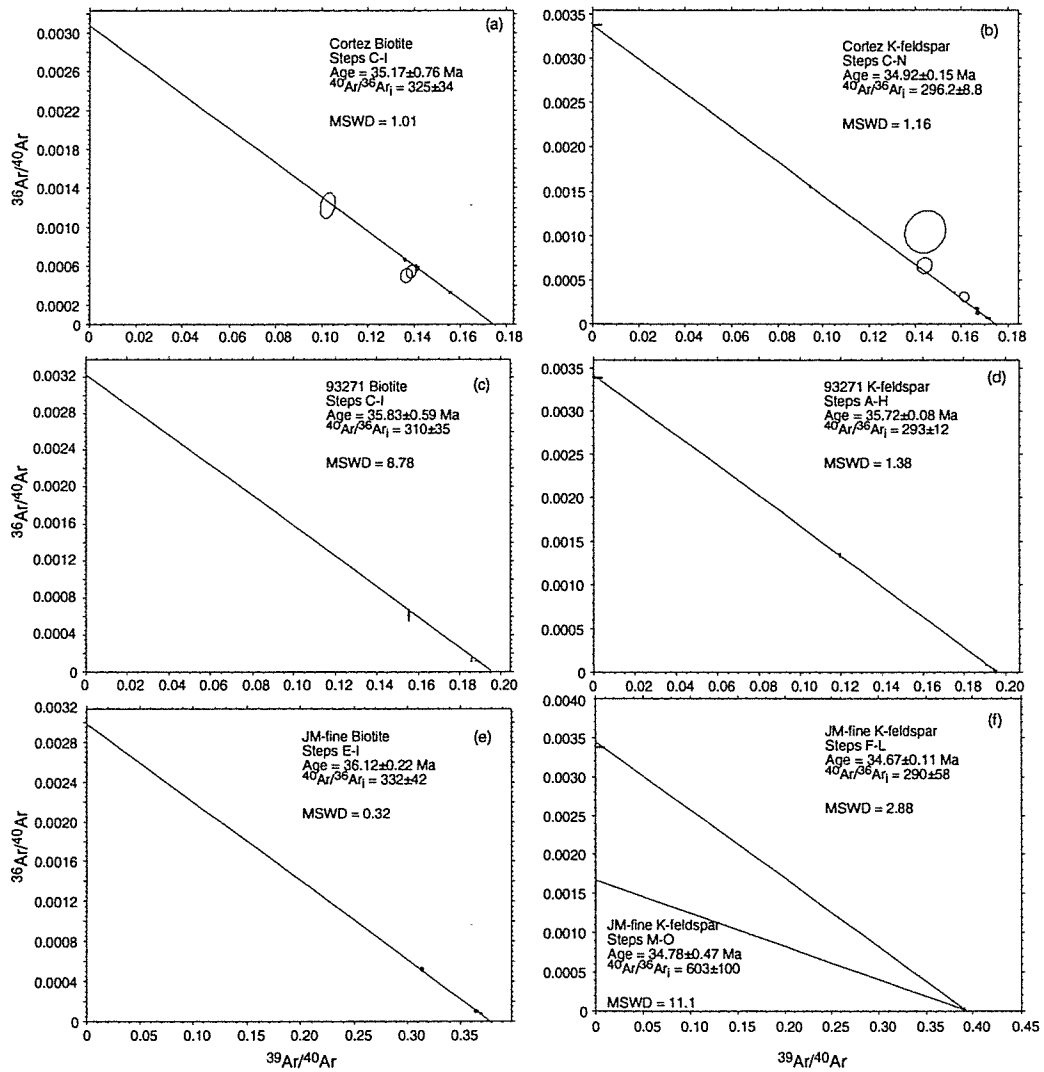 (a)
Cortez Biotite
Steps C-I
Age = 35.17±0.76 Ma
40Ar/36Ari = 325±34
MSWD = 1.01
36Ar/40Ar
0.0030
0.0026
0.0022
0.0018
0.0014
0.0010
0.0006
0.0002
0
0 0.02 0.04 0.06 0.08 0.10 0.12 0.14 0.16 0.18
(b)
Cortez K-feldspar
Steps C-N
Age = 34.92±0.15 Ma
40Ar/36Ari = 296.2±8.8
MSWD = 1.16
0.0035
0.0030
0.0025
0.0020
0.0015
0.0010
0.0005
0
0 0.02 0.04 0.06 0.08 0.10 0.12 0.14 0.16 0.18
(c)
93271 Biotite
Steps C-I
Age = 35.83±0.59 Ma
40Ar/36Ari = 310±35
MSWD = 8.78
36Ar/40Ar
0.0032
0.0028
0.0024
0.0020
0.0016
0.0012
0.0008
0.0004
0
0 0.02 0.04 0.06 0.08 0.10 0.12 0.14 0.16 0.18 0.20
(d)
93271 K-feldspar
Steps A-H
Age = 35.72±0.08 Ma
40Ar/36Ari = 293±12
MSWD = 1.38
0.0035
0.0030
0.0025
0.0020
0.0015
0.0010
0.0005
0
0 0.02 0.04 0.06 0.08 0.10 0.12 0.14 0.16 0.18 0.20
(e)
JM-fine Biotite
Steps E-I
Age = 36.12±0.22 Ma
40Ar/36Ari = 332±42
MSWD = 0.32
36Ar/40Ar
0.0032
0.0028
0.0024
0.0020
0.0016
0.0012
0.0008
0.0004
0
0 0.05 0.10 0.15 0.20 0.25 0.30 0.35
39Ar/40Ar
(f)
JM-fine K-feldspar
Steps F-L
Age = 34.67±0.11 Ma
40Ar/36Ari = 290±58
MSWD = 2.88
JM-fine K-feldspar
Steps M-O
Age = 34.78±0.47 Ma
40Ar/36Ari = 603±100
MSWD = 11.1
0.0040
0.0035
0.0030
0.0025
0.0020
0.0015
0.0010
0.0005
0
0 0.05 0.10 0.15 0.20 0.25 0.30 0.35 0.40 0.45
39Ar/40Ar